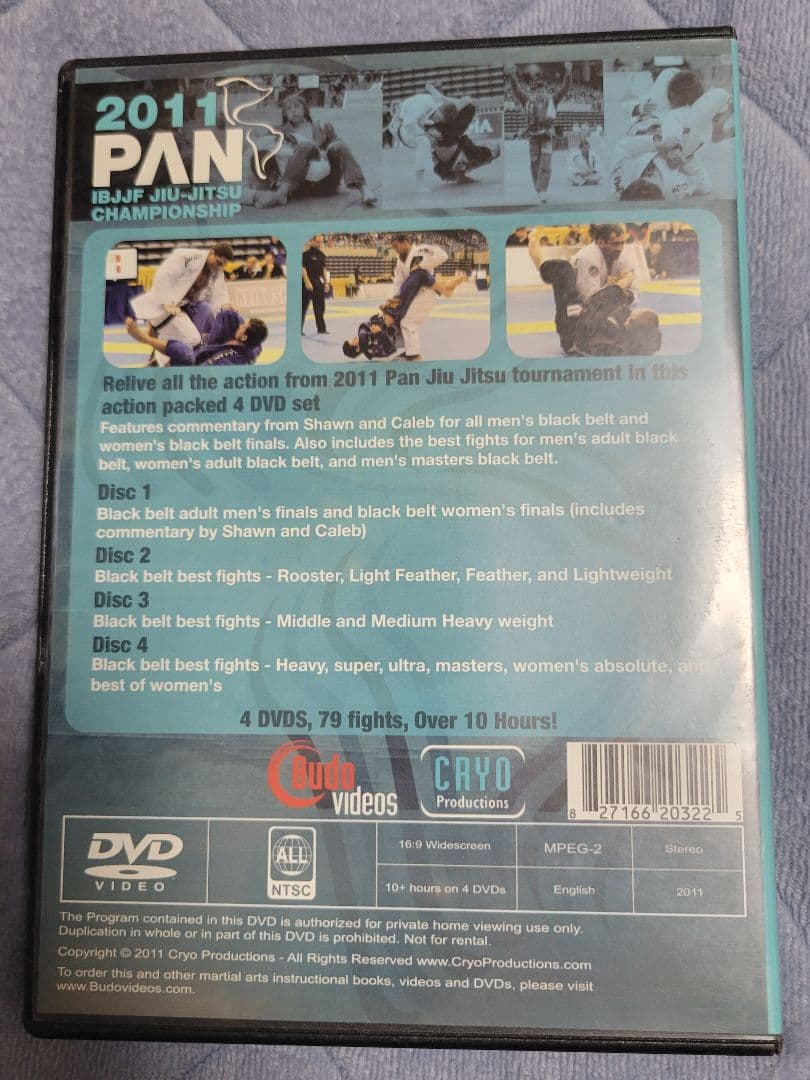 2011
PAN
IBJJF JIU-JITSU
CHAMPIONSHIP
Relive all the action from 2011 Pan Jiu Jitsu tournament in this
action packed 4 DVD set
Features commentary from Shawn and Caleb for all men's black belt and
women's black belt finals. Also includes the best fights for men's adult black
belt, women's adult black belt, and men's masters black belt.
Disc 1
Black belt adult men's finals and black belt women's finals (includes
commentary by Shawn and Caleb)
Disc 2
Black belt best fights - Rooster, Light Feather, Feather, and Lightweight
Disc 3
Black belt best fights - Middle and Medium Heavy weight
Disc 4
Black belt best fights - Heavy, super, ultra, masters, women's absolute, and
best of women's
4 DVDS, 79 fights, Over 10 Hours!
Budo videos
CRYO Productions
8 27166 20322 5
DVD VIDEO
ALL NTSC
16:9 Widescreen MPEG-2 Stereo
10+ hours on 4 DVDs English 2011
The Program contained in this DVD is authorized for private home viewing use only.
Duplication in whole or in part of this DVD is prohibited. Not for rental.
Copyright © 2011 Cryo Productions - All Rights Reserved www.CryoProductions.com
To order this and other martial arts instructional books, videos and DVDs, please visit
www.Budovideos.com.